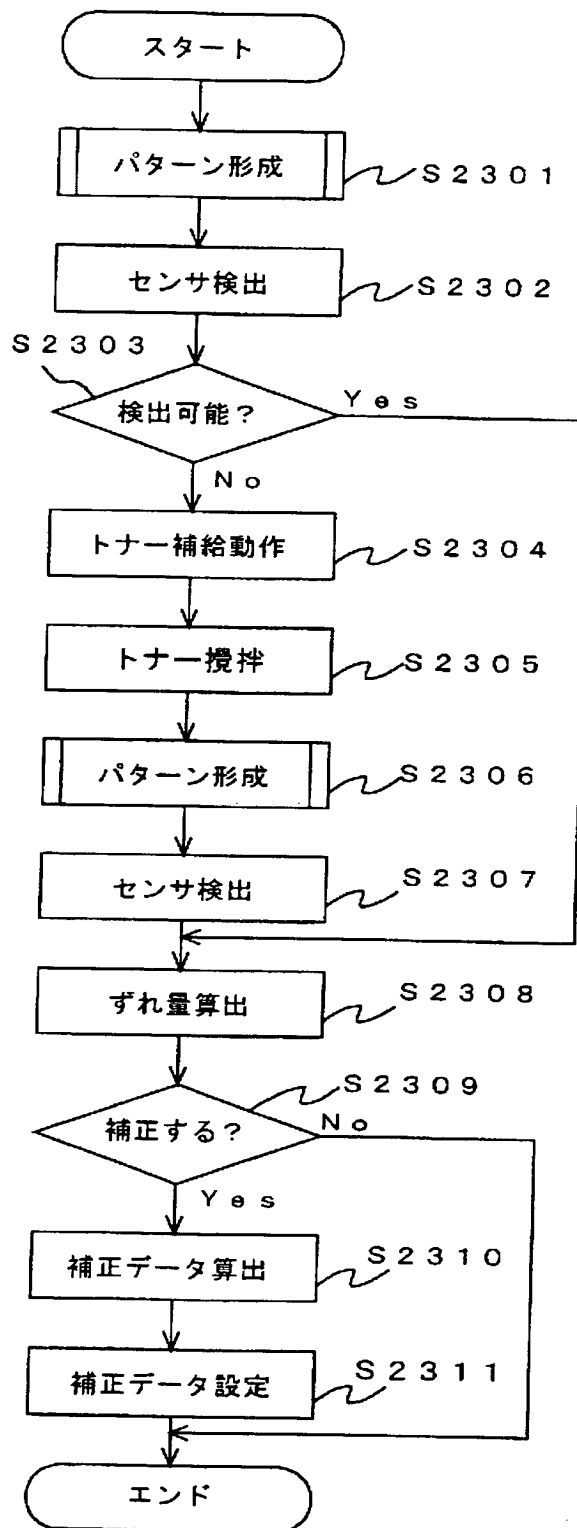 スタート
パターン形成
S2301
センサ検出
S2302
S2303
検出可能?
Yes
No
トナー補給動作
S2304
トナー攪拌
S2305
パターン形成
S2306
センサ検出
S2307
ずれ量算出
S2308
S2309
補正する?
No
Yes
補正データ算出
S2310
補正データ設定
S2311
エンド